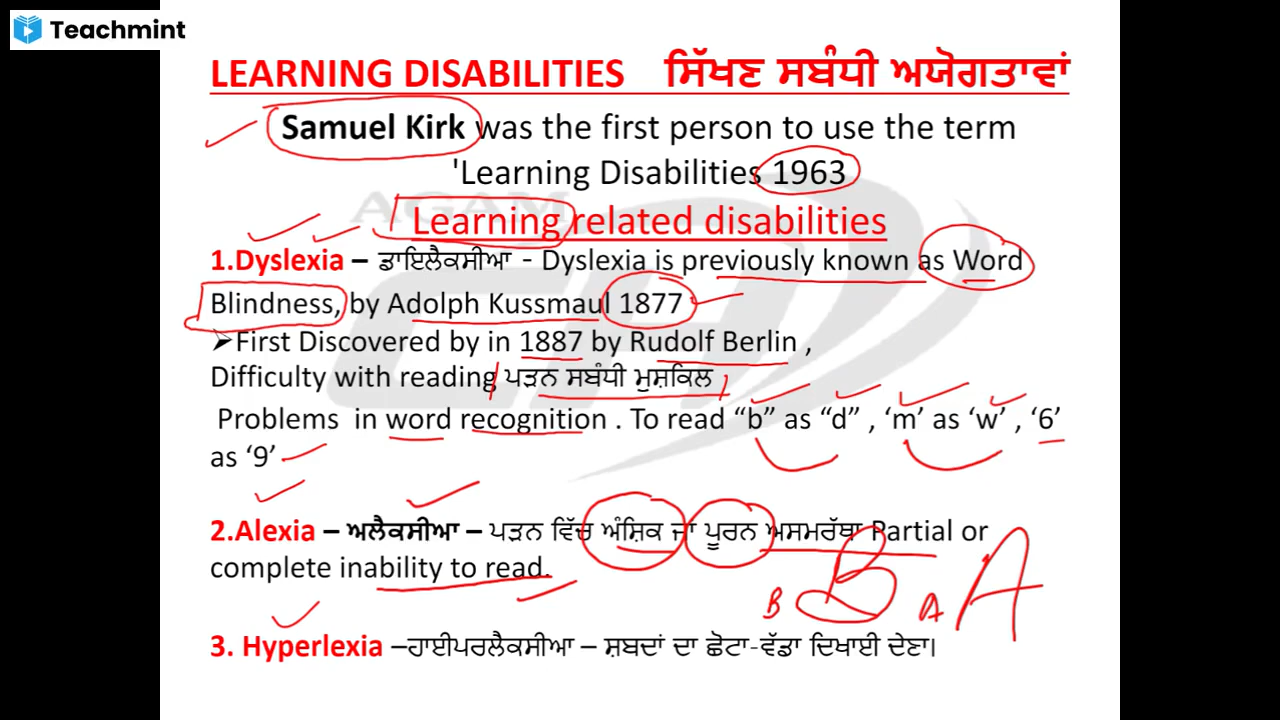 Teachmint
LEARNING DISABILITIES ਸਿੱਖਣ ਸਬੰਧੀ ਅਯੋਗਤਾਵਾਂ
Samuel Kirk was the first person to use the term
'Learning Disabilities 1963
AGAM
Learning related disabilities
1.Dyslexia – ਡਾਇਲੈਕਸੀਆ - Dyslexia is previously known as Word
Blindness, by Adolph Kussmaul 1877
➢First Discovered by in 1887 by Rudolf Berlin ,
Difficulty with reading ਪੜਨ ਸਬੰਧੀ ਮੁਸ਼ਕਿਲ
Problems in word recognition . To read “b” as “d” , ‘m’ as ‘w’ , ‘6’
as ‘9’
2.Alexia – ਅਲੈਕਸੀਆ – ਪੜਨ ਵਿੱਚ ਅੰਸ਼ਿਕ ਜਾਂ ਪੂਰਨ ਅਸਮਰੱਥਾ Partial or
complete inability to read.
B B A A
3. Hyperlexia –ਹਾਈਪਰਲੈਕਸੀਆ – ਸ਼ਬਦਾਂ ਦਾ ਛੋਟਾ-ਵੱਡਾ ਦਿਖਾਈ ਦੇਣਾ।